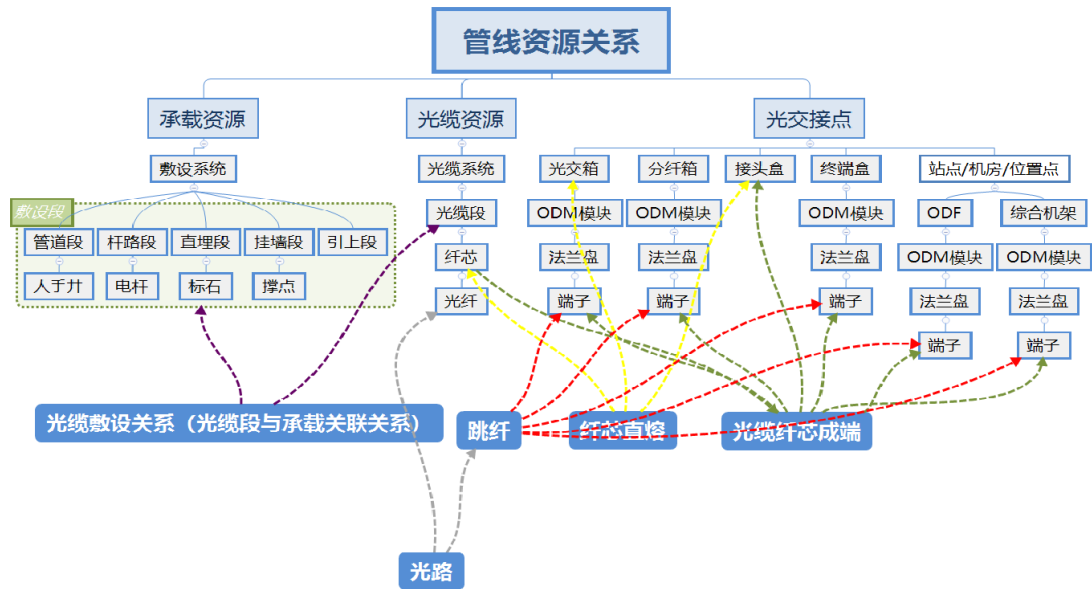 管线资源关系
承载资源
光缆资源
光交接点
敷设系统
光缆系统
光交箱
分纤箱
接头盒
终端盒
站点/机房/位置点
敷设段
光缆段
ODM模块
ODM模块
ODM模块
ODF
综合机架
管道段
杆路段
直埋段
挂墙段
引上段
纤芯
法兰盘
法兰盘
法兰盘
ODM模块
ODM模块
人手井
电杆
标石
撑点
光纤
端子
端子
端子
法兰盘
法兰盘
端子
端子
光缆敷设关系（光缆段与承载关联关系）
跳纤
纤芯直熔
光缆纤芯成端
光路